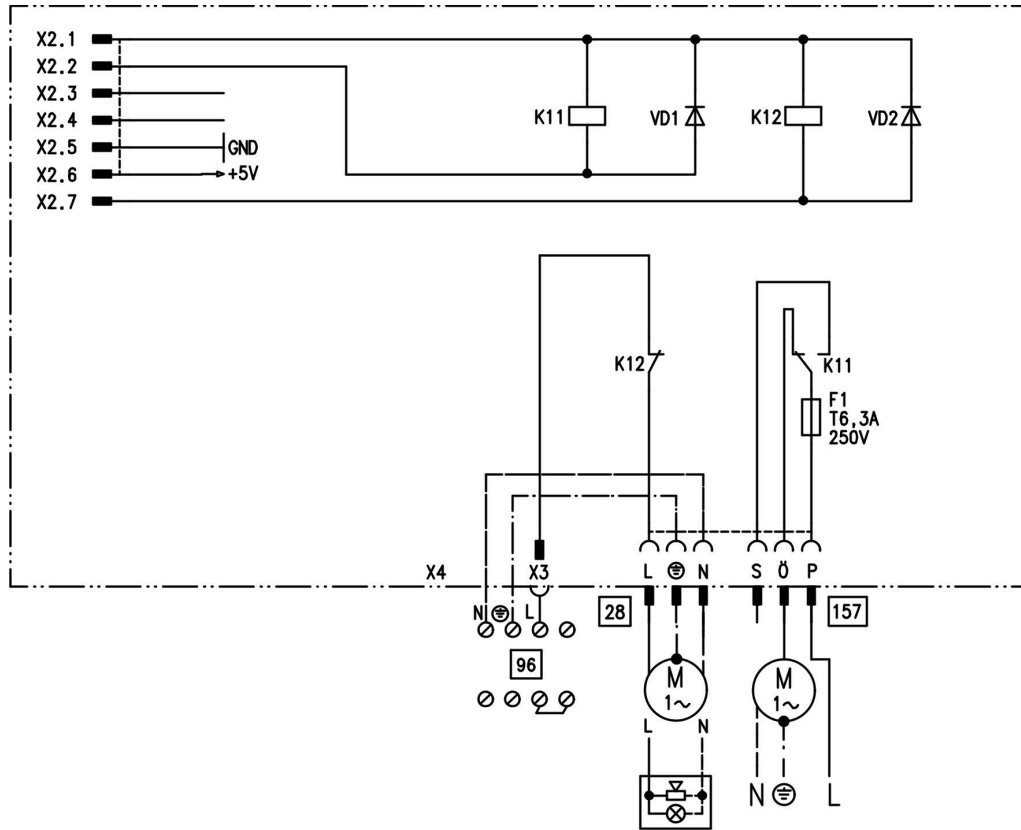 X2.1
X2.2
X2.3
X2.4
X2.5
GND
X2.6
+5V
X2.7
K11
VD1
K12
VD2
K12
K11
F1
T6,3A
250V
X4
X3
L
N
S
Ö
P
N
L
28
157
96
M
1~
M
1~
L
N
N
L